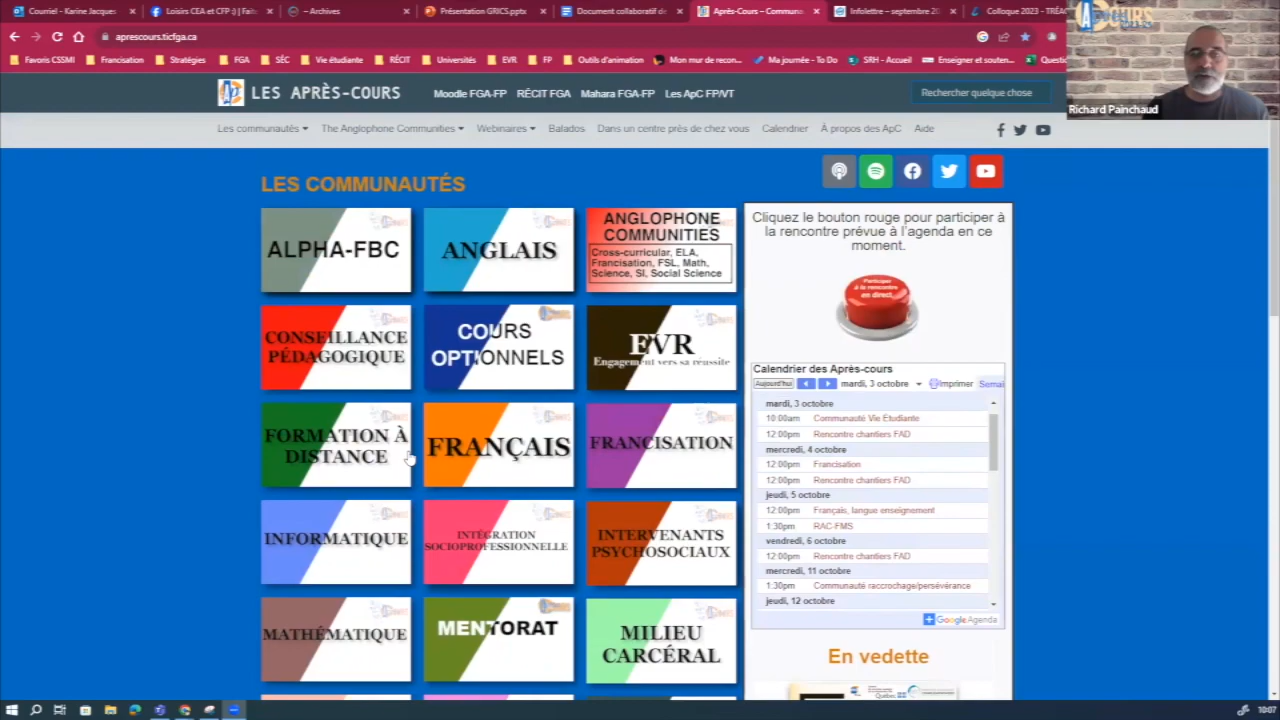 Courriel - Karine Jacques
Loisirs CEA et CFP :) | Fai
– Archives
Présentation GRICS.pptx
Document collaboratif d
Après-Cours – Commun
Infolettre – septembre 20
Colloque 2023 - TRÉA
aprescours.ticfga.ca
Favoris CSSMI
Francisation
Stratégies
FGA
SÉC
Vie étudiante
RÉCIT
Universités
EVR
FP
Outils d'animation
Mon mur de recon...
Ma journée - To Do
SRH - Accueil
Enseigner et souten...
Questi
Richard Painchaud
LES APRÈS-COURS
Moodle FGA-FP
RÉCIT FGA
Mahara FGA-FP
Les ApC FP/VT
Rechercher quelque chose
Les communautés
The Anglophone Communities
Webinaires
Balados
Dans un centre près de chez vous
Calendrier
À propos des ApC
Aide
LES COMMUNAUTÉS
ALPHA-FBC
ANGLAIS
ANGLOPHONE
COMMUNITIES
Cross-curricular, ELA,
Francisation, FSL, Math,
Science, SI, Social Science
CONSEILLANCE
PÉDAGOGIQUE
COURS
OPTIONNELS
EVR
Engagement vers sa réussite
FORMATION À
DISTANCE
FRANÇAIS
FRANCISATION
INFORMATIQUE
INTÉGRATION
SOCIOPROFESSIONNELLE
INTERVENANTS
PSYCHOSOCIAUX
MATHÉMATIQUE
MENTORAT
MILIEU
CARCÉRAL
Cliquez le bouton rouge pour participer à
la rencontre prévue à l'agenda en ce
moment.
Participer
à la rencontre
en direct
Calendrier des Après-cours
Aujourd'hui
mardi, 3 octobre
Imprimer
Semai
mardi, 3 octobre
10:00am Communauté Vie Étudiante
12:00pm Rencontre chantiers FAD
mercredi, 4 octobre
12:00pm Francisation
12:00pm Rencontre chantiers FAD
jeudi, 5 octobre
12:00pm Français, langue enseignement
1:30pm RAC-FMS
vendredi, 6 octobre
12:00pm Rencontre chantiers FAD
mercredi, 11 octobre
1:30pm Communauté raccrochage/persévérance
jeudi, 12 octobre
Google Agenda
En vedette
10:07